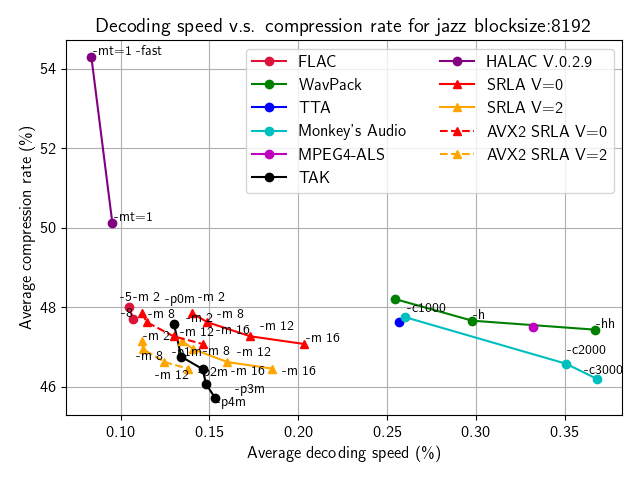 Decoding speed v.s. compression rate for jazz blocksize:8192
Average compression rate (%)
54
52
50
48
46
-mt=1 -fast
-mt=1
FLAC
WavPack
TTA
Monkey's Audio
MPEG4-ALS
TAK
HALAC V.0.2.9
SRLA V=0
SRLA V=2
AVX2 SRLA V=0
AVX2 SRLA V=2
-5
-m 2
-p0m
-m 2
-8
-m 8
-m 2
-m 8
-m 12
-m 16
-m 12
-m 16
-m 2
-p1m
-m 8
-m 12
-m 8
-m 12
-p2m
-m 16
-m 16
-p3m
-p4m
-c1000
-h
-hh
-c2000
-c3000
0.10
0.15
0.20
0.25
0.30
0.35
Average decoding speed (%)